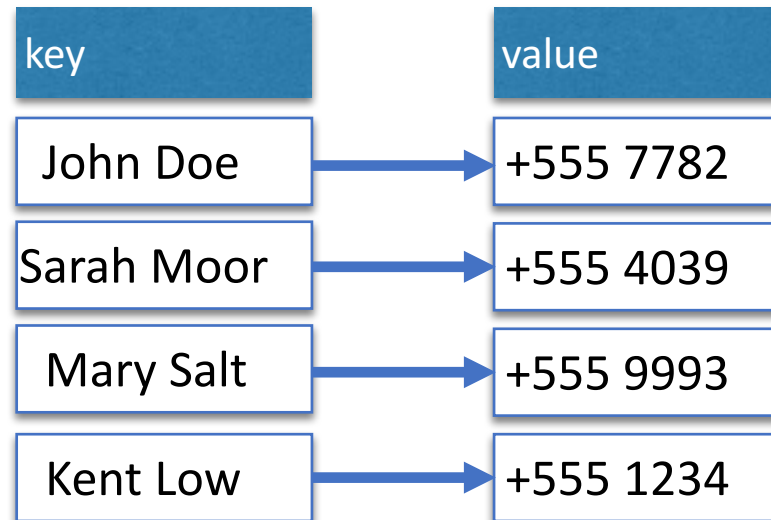 key value
John Doe +555 7782
Sarah Moor +555 4039
Mary Salt +555 9993
Kent Low +555 1234